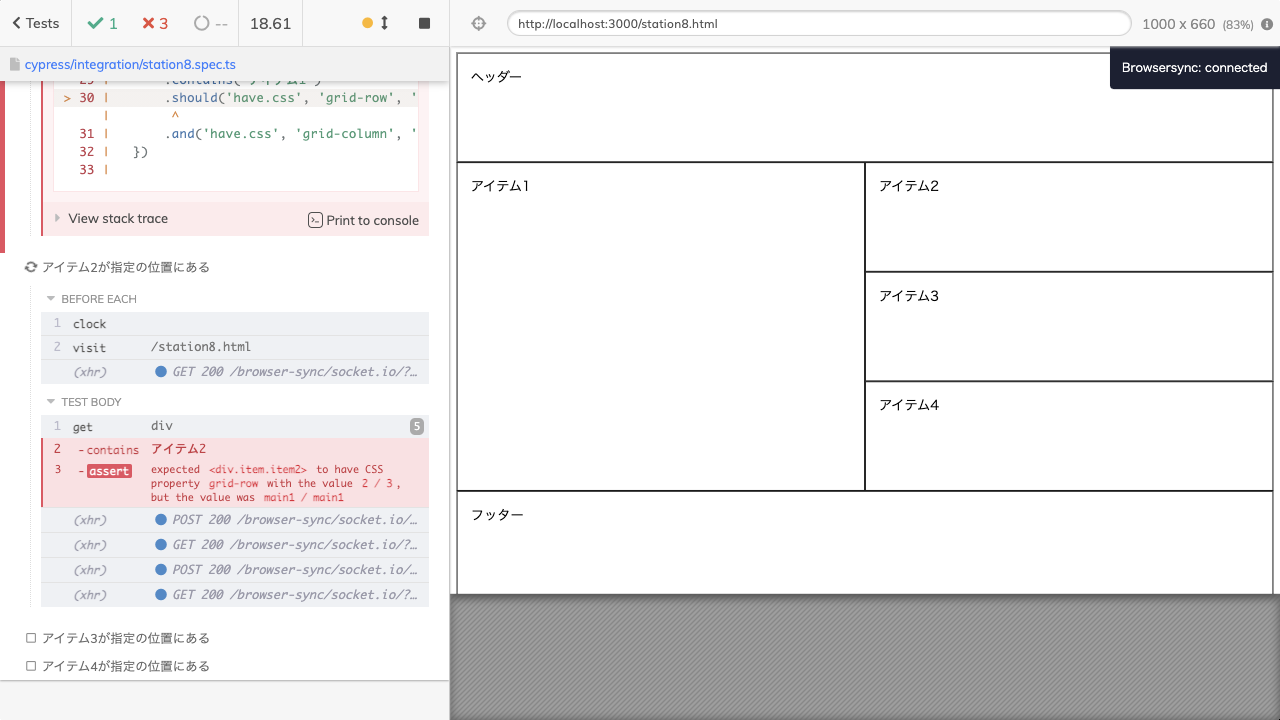 Tests
1
3
--
18.61
http://localhost:3000/station8.html
1000 x 660 (83%)
cypress/integration/station8.spec.ts
> 30 | .should('have.css', 'grid-row', '
| ^
31 | .and('have.css', 'grid-column', '
32 | })
33 |
View stack trace
Print to console
アイテム2が指定の位置にある
BEFORE EACH
1 clock
2 visit /station8.html
(xhr) GET 200 /browser-sync/socket.io/?…
TEST BODY
1 get div 5
2 -contains アイテム2
3 -assert expected <div.item.item2> to have CSS
property grid-row with the value 2 / 3,
but the value was main1 / main1
(xhr) POST 200 /browser-sync/socket.io/…
(xhr) GET 200 /browser-sync/socket.io/?…
(xhr) POST 200 /browser-sync/socket.io/…
(xhr) GET 200 /browser-sync/socket.io/?…
アイテム3が指定の位置にある
アイテム4が指定の位置にある
Browsersync: connected
ヘッダー
アイテム1
アイテム2
アイテム3
アイテム4
フッター